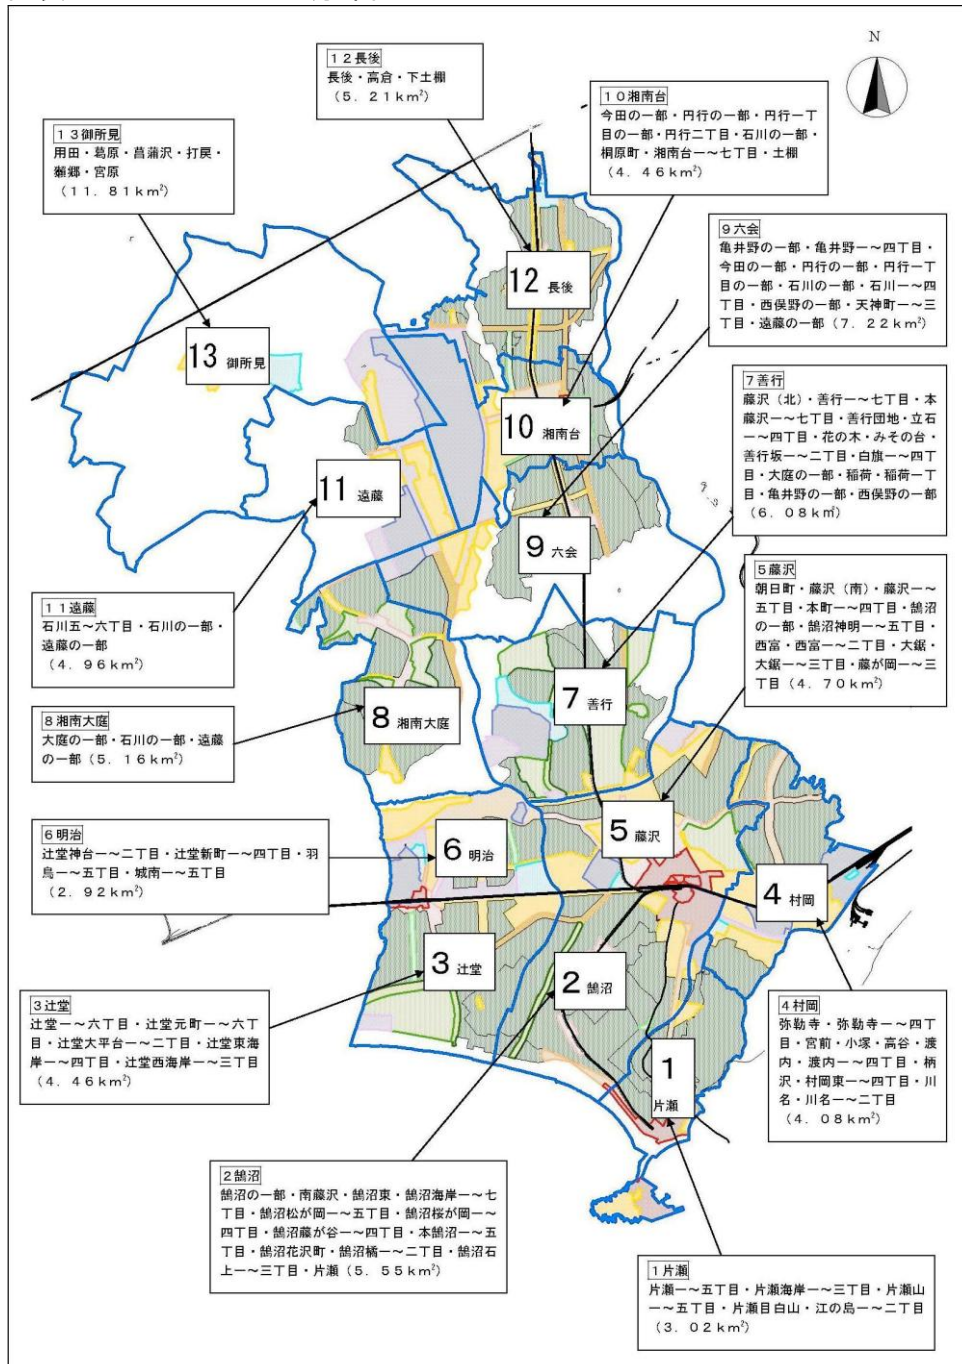 １２長後
長後・高倉・下土棚
（５．２１ｋｍ²）
N
１０湘南台
今田の一部・円行の一部・円行一丁
目の一部・円行二丁目・石川の一部・
桐原町・湘南台一～七丁目・土棚
（４．４６ｋｍ²）
１３御所見
用田・葛原・菖蒲沢・打戻・
獺郷・宮原
（１１．８１ｋｍ²）
９六会
亀井野の一部・亀井野一～四丁目・
今田の一部・円行の一部・円行一丁
目の一部・石川の一部・石川一～四
丁目・西俣野の一部・天神町一～三
丁目・遠藤の一部（７．２２ｋｍ²）
12 長後
13 御所見
７善行
藤沢（北）・善行一～七丁目・本
藤沢一～七丁目・善行団地・立石
一～四丁目・花の木・みその台・
善行坂一～二丁目・白旗一～四丁
目・大庭の一部・稲荷・稲荷一丁
目・亀井野の一部・西俣野の一部
（６．０８㎢）
10 湘南台
11 遠藤
9 六会
５藤沢
朝日町・藤沢（南）・藤沢一～
五丁目・本町一～四丁目・鵠沼
の一部・鵠沼神明一～五丁目・
西富・西富一～二丁目・大鋸・
大鋸一～三丁目・藤が岡一～三
丁目（４．７０ｋｍ²）
１１遠藤
石川五～六丁目・石川の一部・
遠藤の一部
（４．９６ｋｍ²）
7 善行
8 湘南大庭
８湘南大庭
大庭の一部・石川の一部・遠藤
の一部（５．１６ｋｍ²）
5 藤沢
6 明治
６明治
辻堂神台一～二丁目・辻堂新町一～四丁目・羽
鳥一～五丁目・城南一～五丁目
（２．９２ｋｍ²）
4 村岡
3 辻堂
2 鵠沼
３辻堂
辻堂一～六丁目・辻堂元町一～六丁
目・辻堂太平台一～二丁目・辻堂東海
岸一～四丁目・辻堂西海岸一～三丁目
（４．４６ｋｍ²）
４村岡
弥勒寺・弥勒寺一～四丁
目・宮前・小塚・高谷・渡
内・渡内一～四丁目・柄
沢・村岡東一～四丁目・川
名・川名一～二丁目
（４．０８ｋｍ²）
1
片瀬
２鵠沼
鵠沼の一部・南藤沢・鵠沼東・鵠沼海岸一～七
丁目・鵠沼松が岡一～五丁目・鵠沼桜が岡一～
四丁目・鵠沼藤が谷一～四丁目・本鵠沼一～五
丁目・鵠沼花沢町・鵠沼橘一～二丁目・鵠沼石
上一～三丁目・片瀬（５．５５ｋｍ²）
１片瀬
片瀬一～五丁目・片瀬海岸一～三丁目・片瀬山
一～五丁目・片瀬目白山・江の島一～二丁目
（３．０２ｋｍ²）